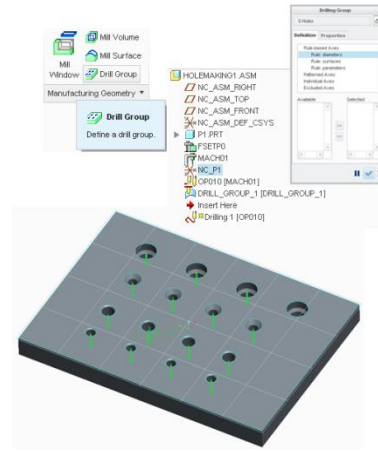 Mill Window
Mill Volume
Mill Surface
Drill Group
Manufacturing Geometry
Drill Group
Define a drill group.
HOLEMAKING1.ASM
NC_ASM_RIGHT
NC_ASM_TOP
NC_ASM_FRONT
NC_ASM_DEF_CSYS
P1.PRT
FSETP0
MACH01
NC_P1
OP010 [MACH01]
DRILL_GROUP_1 [DRILL_GROUP_1]
Insert Here
Drilling 1 [OP010]
Drilling Group
0 Holes
Definition Properties
Rule-based Axes
Rule: diameters
Rule: surfaces
Rule: parameters
Patterned Axes
Individual Axes
Excluded Axes
Available Selected